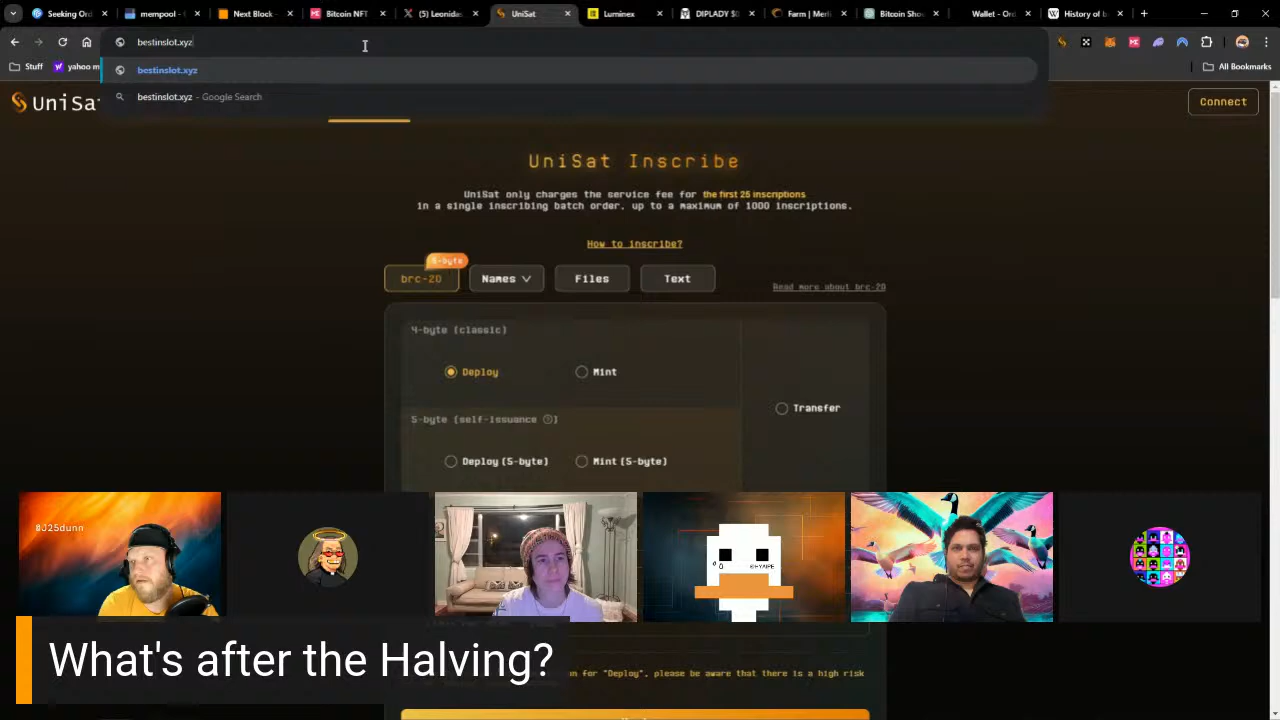 Seeking Ord
mempool -
Next Block -
Bitcoin NFT
(5) Leonidas
UniSat
Luminex
DIPLADY $
Farm | Merli
Bitcoin Sho
Wallet - Or
History of b
bestinslot.xyz
Stuff
yahoo m
bestinslot.xyz
All Bookmarks
bestinslot.xyz - Google Search
UniSa
Connect
UniSat Inscribe
UniSat only charges the service fee for the first 25 inscriptions
in a single inscribing batch order, up to a maximum of 1000 inscriptions.
How to inscribe?
5-byte
brc-20
Names
Files
Text
Read more about brc-20
4-byte (classic)
Deploy
Mint
Transfer
5-byte (self-issuance)
Deploy (5-byte)
Mint (5-byte)
@J25dunn
@HYAIPE
What's after the Halving?
n for "Deploy", please be aware that there is a high risk